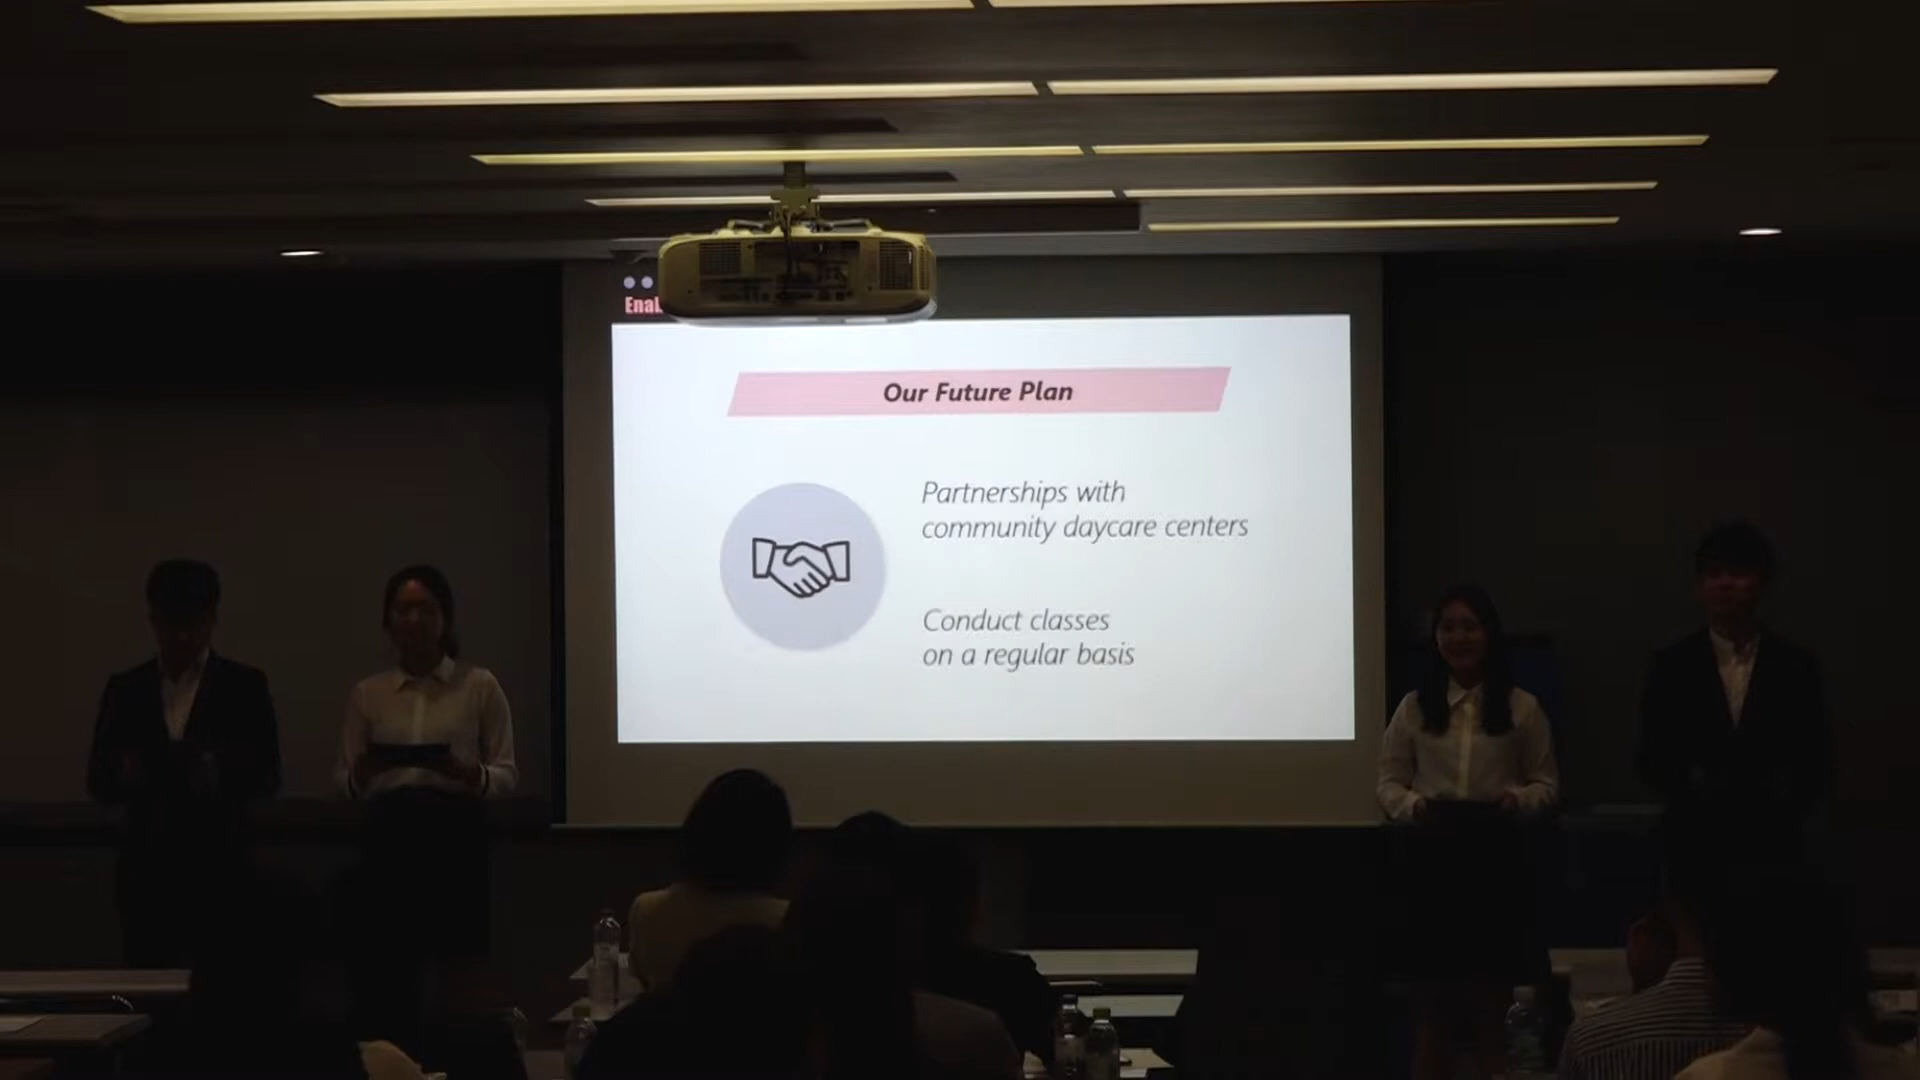 Our Future Plan
Partnerships with
community daycare centers
Conduct classes
on a regular basis